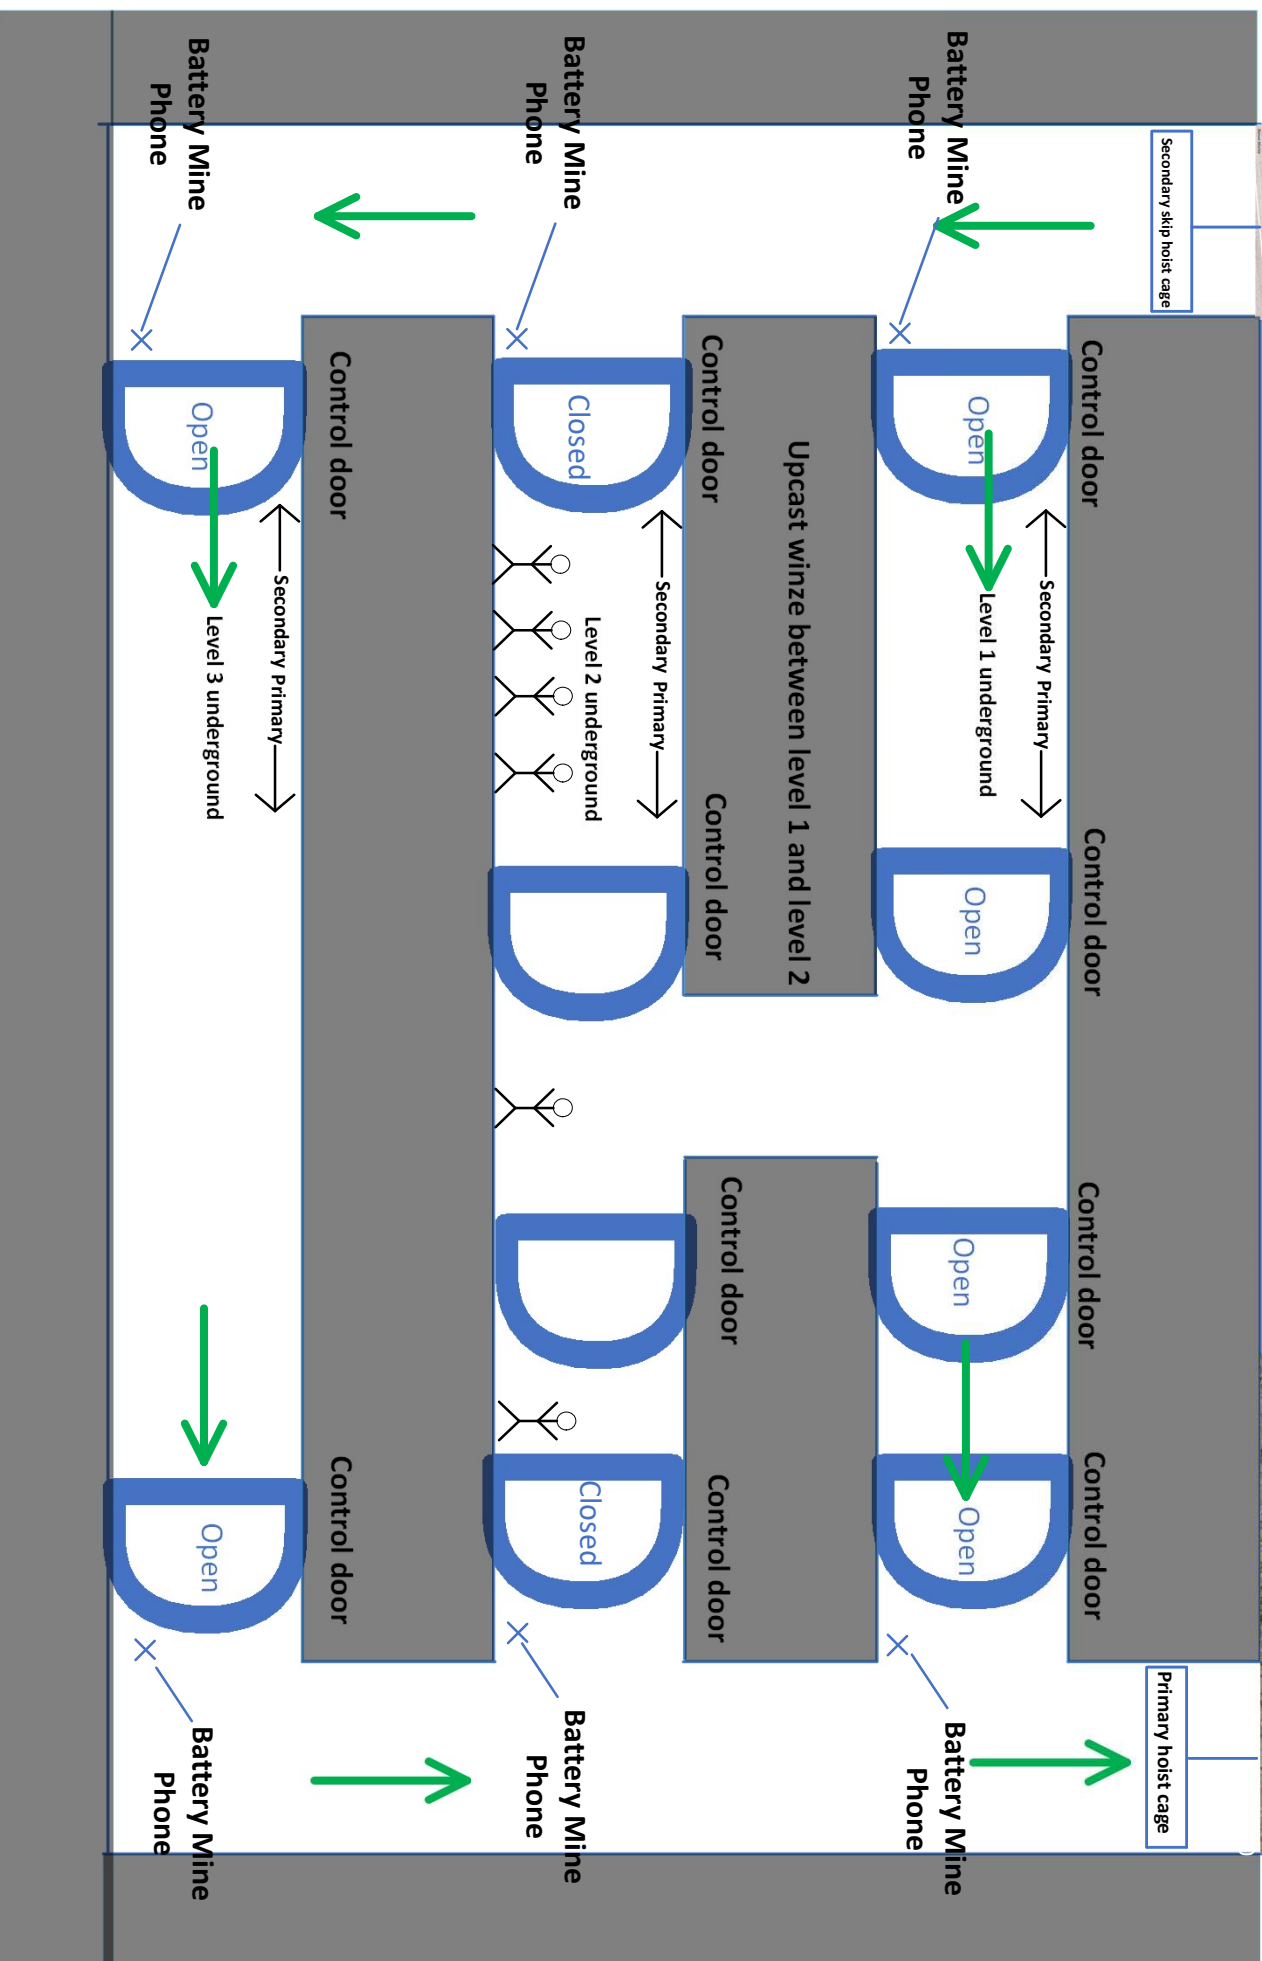 Secondary skip hoist cage
Primary hoist cage
Control door
Control door
Control door
Control door
Secondary Primary
Open
Open
Open
Open
Level 1 underground
Battery Mine
Phone
Battery Mine
Phone
Upcast winze between level 1 and level 2
Control door
Control door
Control door
Control door
Secondary Primary
Closed
Closed
Level 2 underground
Battery Mine
Phone
Battery Mine
Phone
Control door
Control door
Secondary Primary
Open
Level 3 underground
Open
Battery Mine
Phone
Battery Mine
Phone